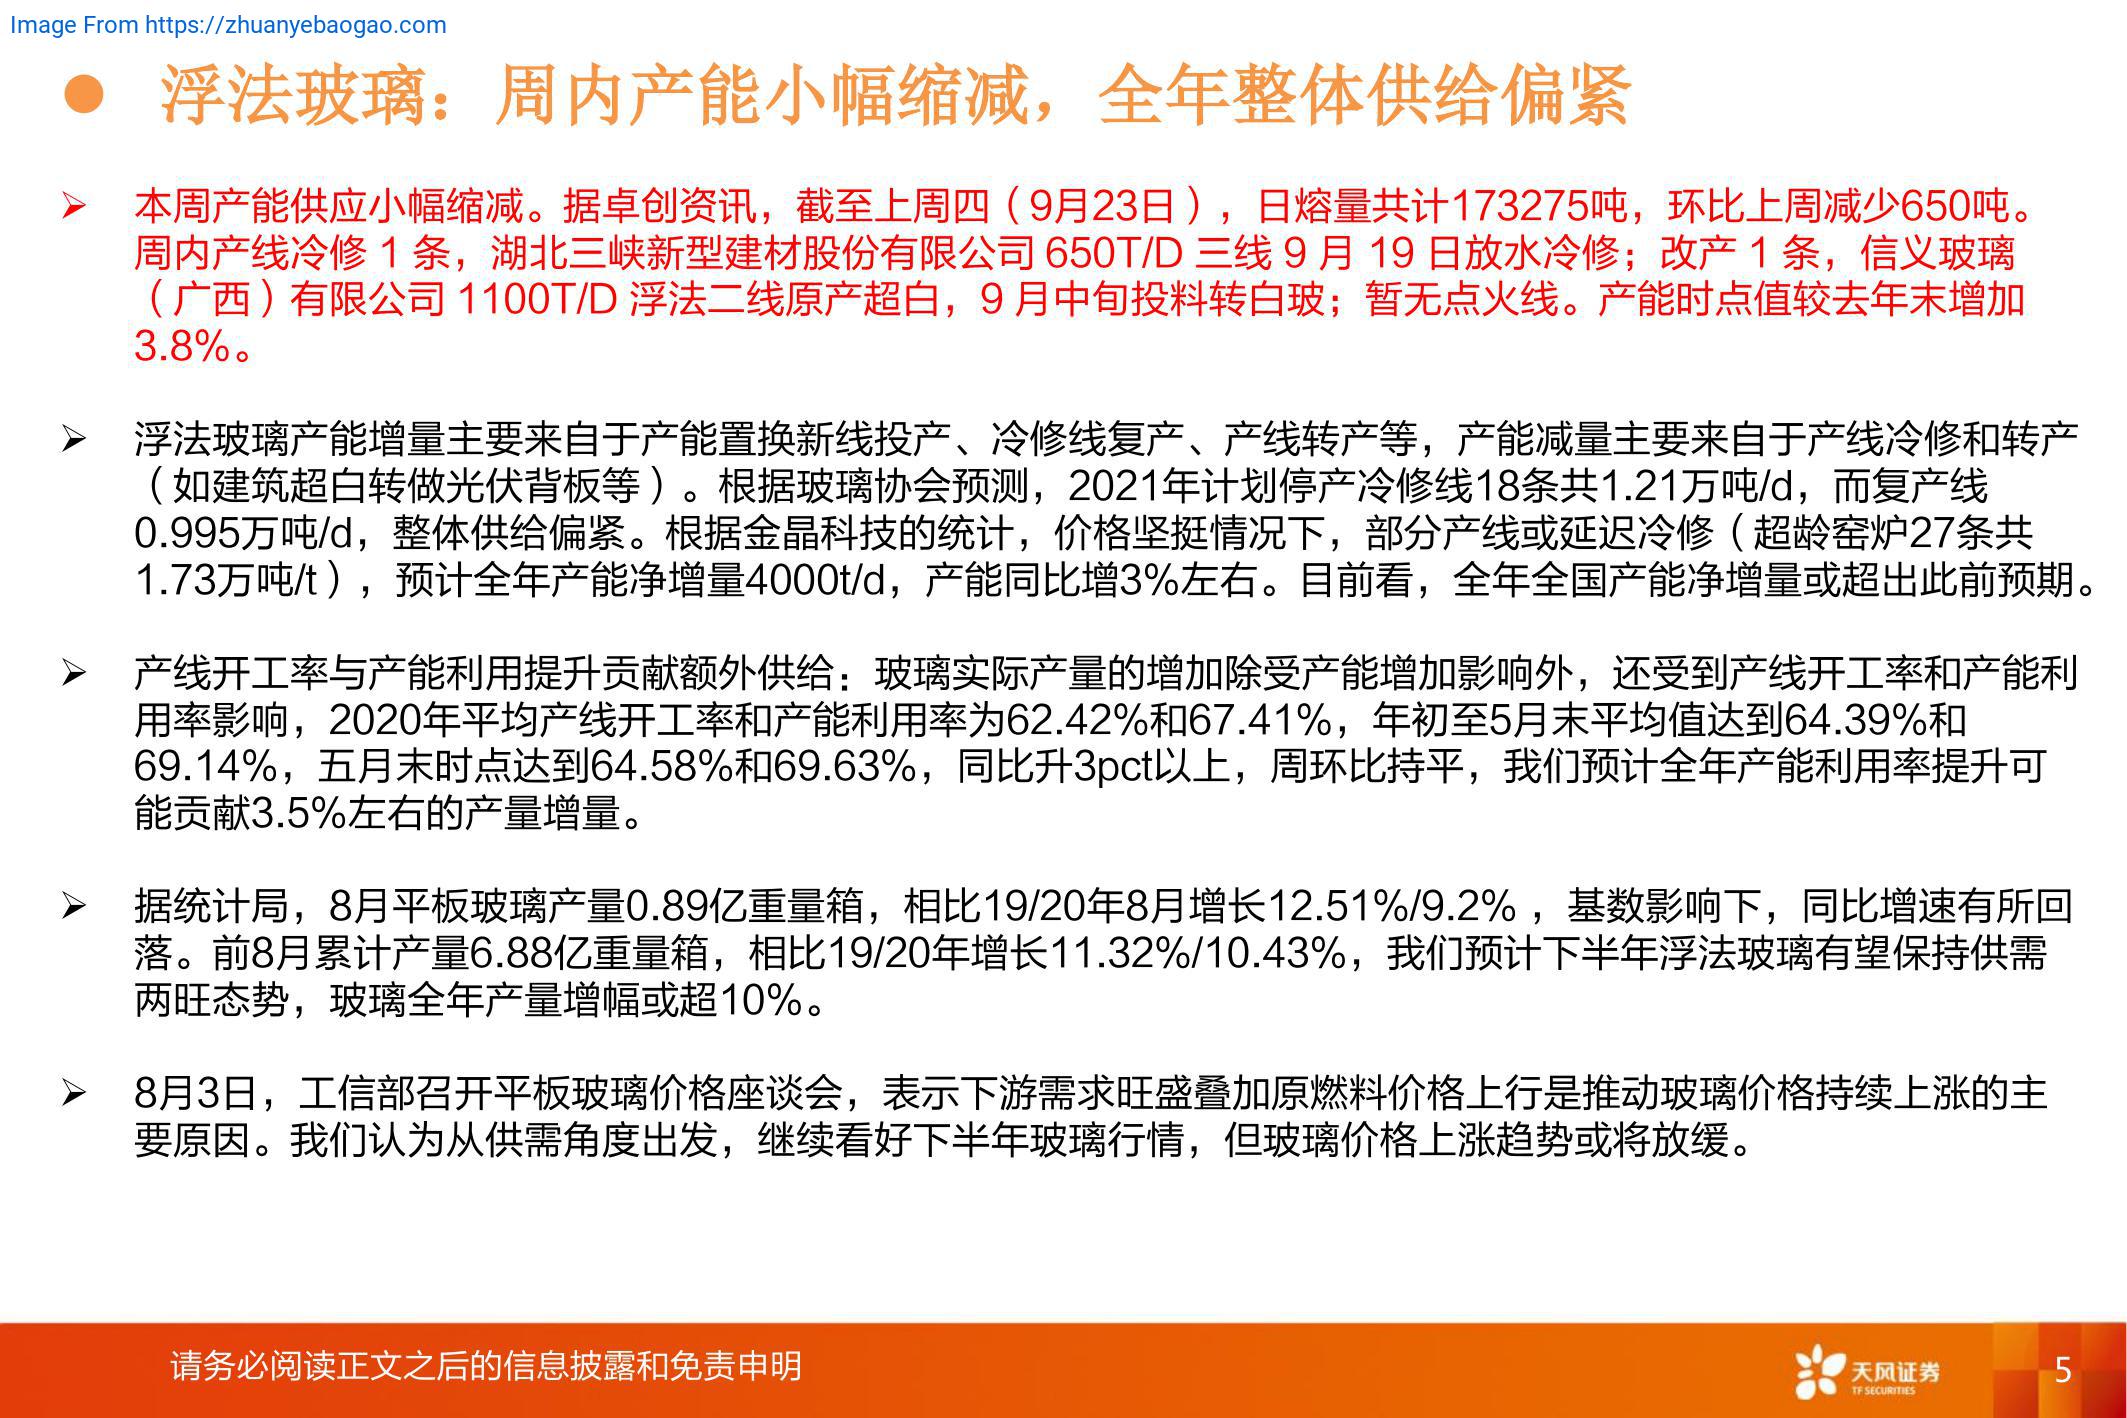 Image From https://zhuanyebaogao.com
● 浮法玻璃：周内产能小幅缩减，全年整体供给偏紧
➢ 本周产能供应小幅缩减。据卓创资讯，截至上周四（9月23日），日熔量共计173275吨，环比上周减少650吨。
周内产线冷修 1 条，湖北三峡新型建材股份有限公司 650T/D 三线 9 月 19 日放水冷修；改产 1 条，信义玻璃
（广西）有限公司 1100T/D 浮法二线原产超白，9 月中旬投料转白玻；暂无点火线。产能时点值较去年末增加
3.8%。
➢ 浮法玻璃产能增量主要来自于产能置换新线投产、冷修线复产、产线转产等，产能减量主要来自于产线冷修和转产
（如建筑超白转做光伏背板等）。根据玻璃协会预测，2021年计划停产冷修线18条共1.21万吨/d，而复产线
0.995万吨/d，整体供给偏紧。根据金晶科技的统计，价格坚挺情况下，部分产线或延迟冷修（超龄窑炉27条共
1.73万吨/t），预计全年产能净增量4000t/d，产能同比增3%左右。目前看，全年全国产能净增量或超出此前预期。
➢ 产线开工率与产能利用提升贡献额外供给：玻璃实际产量的增加除受产能增加影响外，还受到产线开工率和产能利
用率影响，2020年平均产线开工率和产能利用率为62.42%和67.41%，年初至5月末平均值达到64.39%和
69.14%，五月末时点达到64.58%和69.63%，同比升3pct以上，周环比持平，我们预计全年产能利用率提升可
能贡献3.5%左右的产量增量。
➢ 据统计局，8月平板玻璃产量0.89亿重量箱，相比19/20年8月增长12.51%/9.2% ，基数影响下，同比增速有所回
落。前8月累计产量6.88亿重量箱，相比19/20年增长11.32%/10.43%，我们预计下半年浮法玻璃有望保持供需
两旺态势，玻璃全年产量增幅或超10%。
➢ 8月3日，工信部召开平板玻璃价格座谈会，表示下游需求旺盛叠加原燃料价格上行是推动玻璃价格持续上涨的主
要原因。我们认为从供需角度出发，继续看好下半年玻璃行情，但玻璃价格上涨趋势或将放缓。
请务必阅读正文之后的信息披露和免责申明
天风证券
TF SECURITIES
5